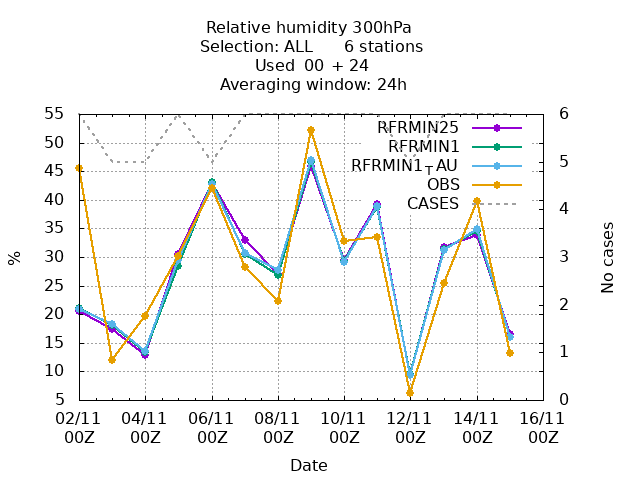 Relative humidity 300hPa
Selection: ALL 6 stations
Used 00 + 24
Averaging window: 24h
RFRMIN25
RFRMIN1
RFRMIN1_TAU
OBS
CASES
55
50
45
40
35
30
25
20
15
10
5
%
6
5
4
3
2
1
0
No cases
02/11 04/11 06/11 08/11 10/11 12/11 14/11 16/11
00Z 00Z 00Z 00Z 00Z 00Z 00Z 00Z
Date